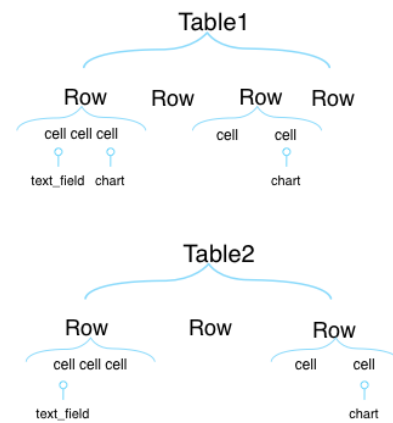 Table1
Row Row Row Row
cell cell cell cell cell
text_field chart chart
Table2
Row Row Row
cell cell cell cell cell
text_field chart